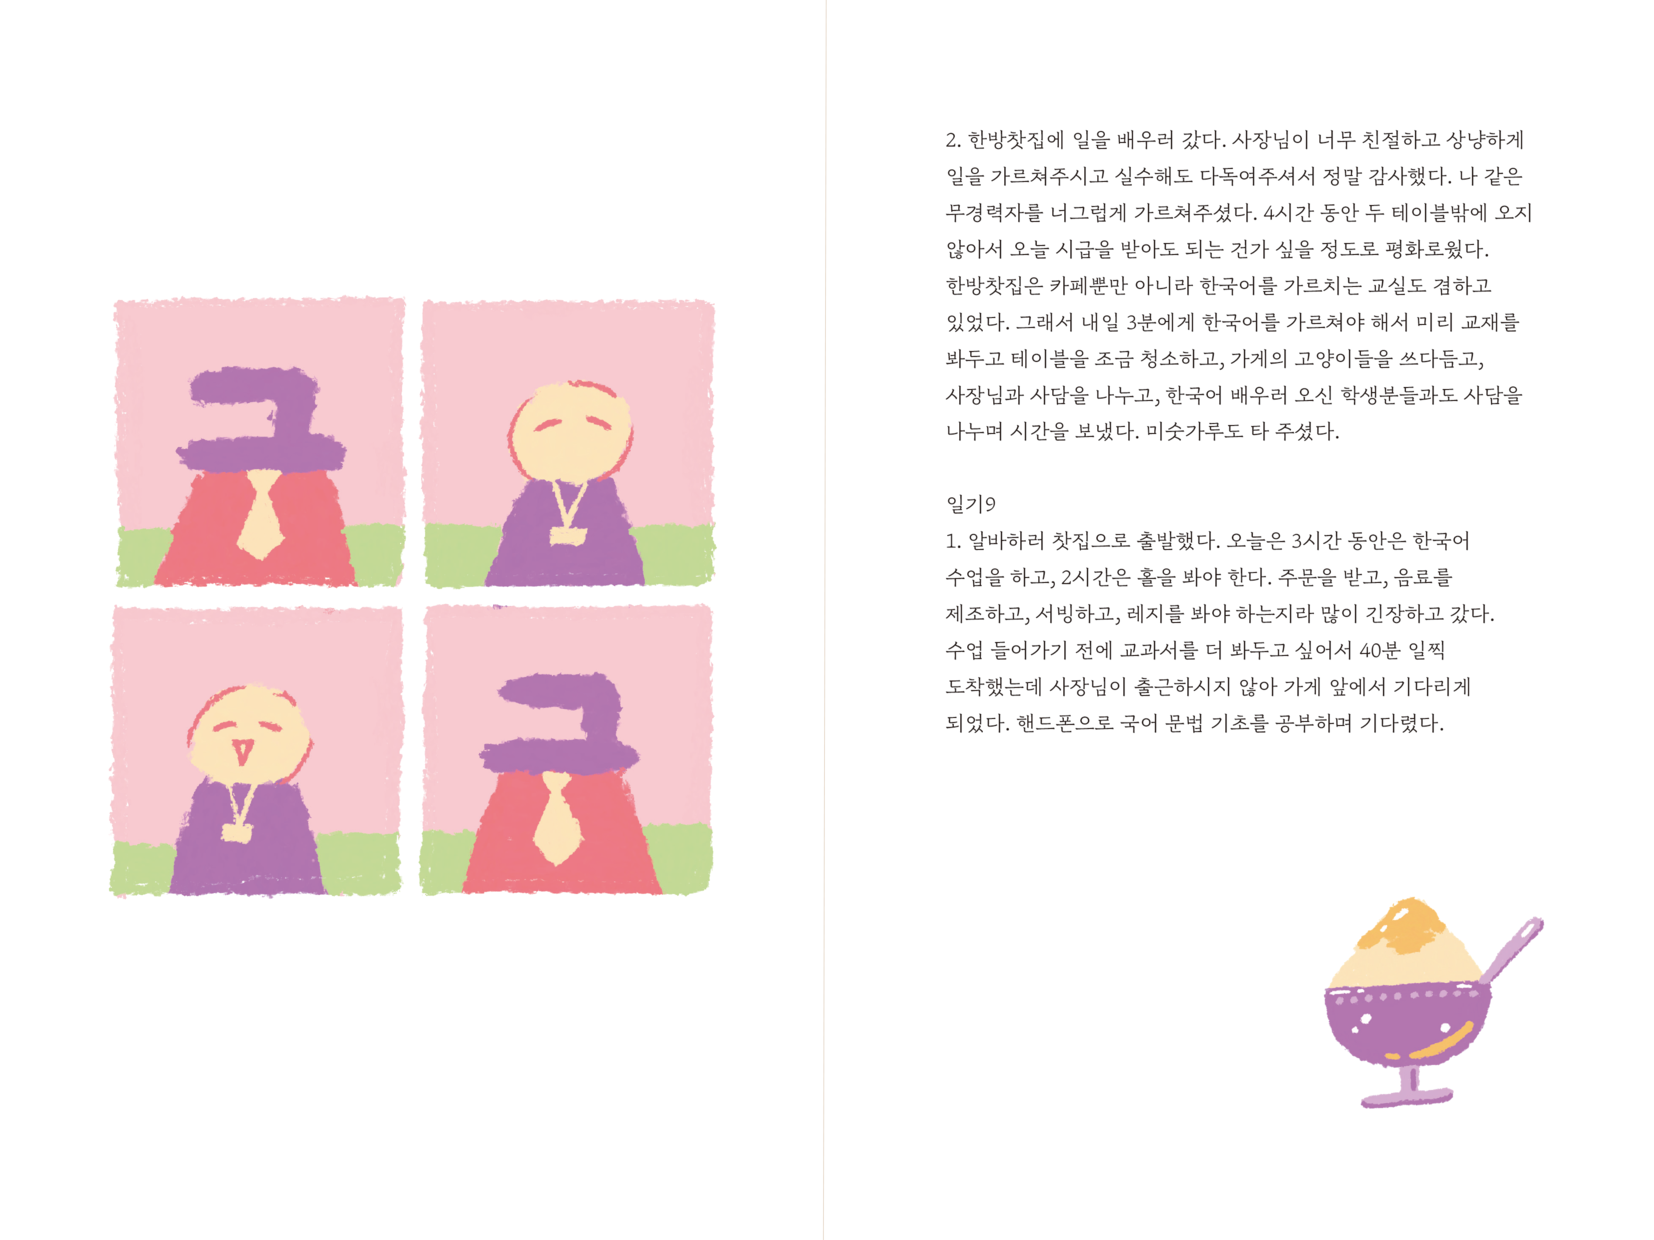 2. 한방찻집에 일을 배우러 갔다. 사장님이 너무 친절하고 상냥하게
일을 가르쳐주시고 실수해도 다독여주셔서 정말 감사했다. 나 같은
무경력자를 너그럽게 가르쳐주셨다. 4시간 동안 두 테이블밖에 오지
않아서 오늘 시급을 받아도 되는 건가 싶을 정도로 평화로웠다.
한방찻집은 카페뿐만 아니라 한국어를 가르치는 교실도 겸하고
있었다. 그래서 내일 3분에게 한국어를 가르쳐야 해서 미리 교재를
봐두고 테이블을 조금 청소하고, 가게의 고양이들을 쓰다듬고,
사장님과 사담을 나누고, 한국어 배우러 오신 학생분들과도 사담을
나누며 시간을 보냈다. 미숫가루도 타 주셨다.
일기9
1. 알바하러 찻집으로 출발했다. 오늘은 3시간 동안은 한국어
수업을 하고, 2시간은 홀을 봐야 한다. 주문을 받고, 음료를
제조하고, 서빙하고, 레지를 봐야 하는지라 많이 긴장하고 갔다.
수업 들어가기 전에 교과서를 더 봐두고 싶어서 40분 일찍
도착했는데 사장님이 출근하시지 않아 가게 앞에서 기다리게
되었다. 핸드폰으로 국어 문법 기초를 공부하며 기다렸다.